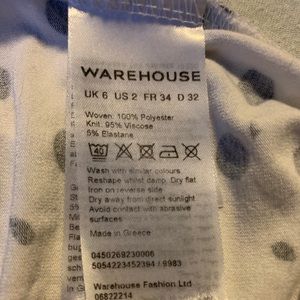 WAREHOUSE
UK 6 US 2 FR 34 D 32
Woven: 100% Polyester
Knit: 95% Viscose
5% Elastane
40
Wash with similar colours
Reshape whilst damp. Dry flat
Iron on reverse side
Dry away from direct sunlight
Avoid contact with abrasive
surfaces
Made in Greece
0450269230006
5054223452394 / 9983
Warehouse Fashion Ltd
06822214